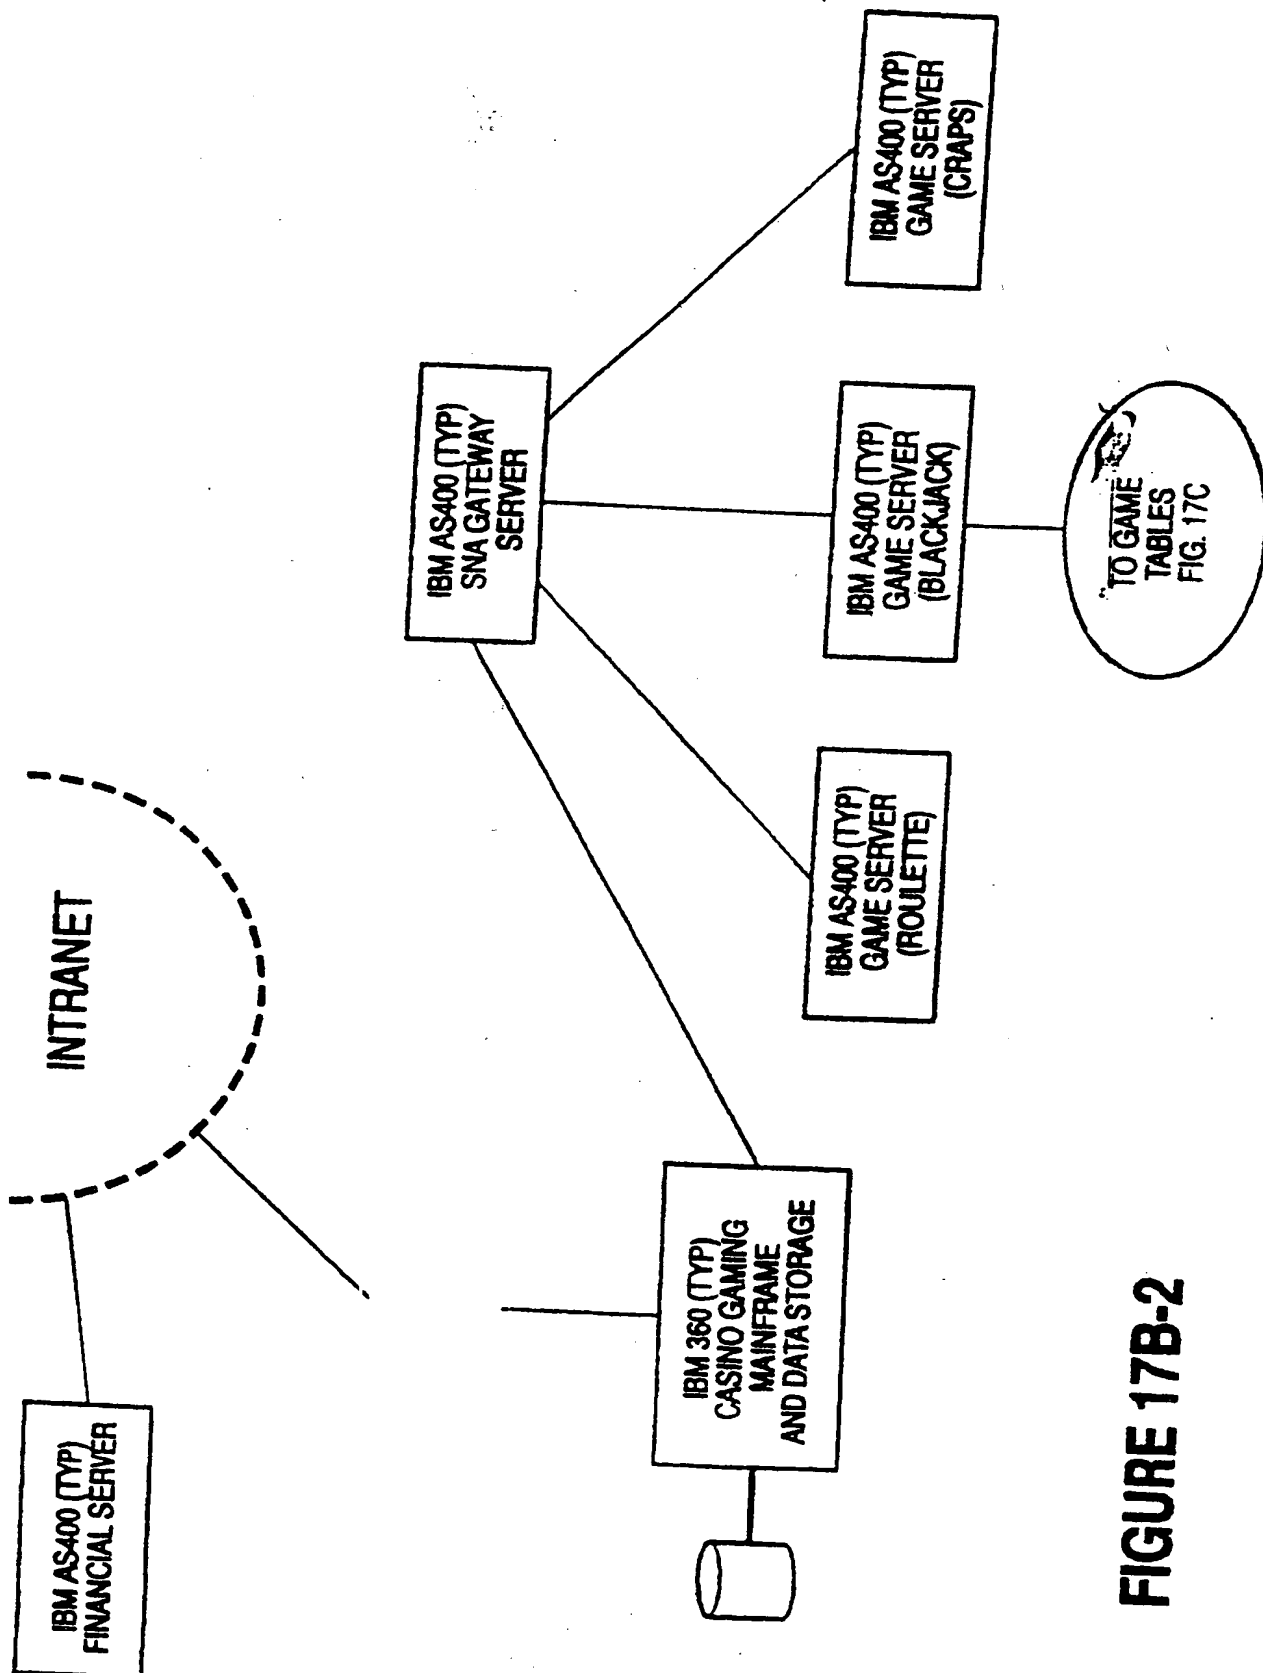 INTRANET
IBM AS400 (TYP)
FINANCIAL SERVER
IBM AS400 (TYP)
SNA GATEWAY
SERVER
IBM 360 (TYP)
CASINO GAMING
MAINFRAME
AND DATA STORAGE
IBM AS400 (TYP)
GAME SERVER
(ROULETTE)
IBM AS400 (TYP)
GAME SERVER
(BLACKJACK)
IBM AS400 (TYP)
GAME SERVER
(CRAPS)
TO GAME
TABLES
FIG. 17C
FIGURE 17B-2